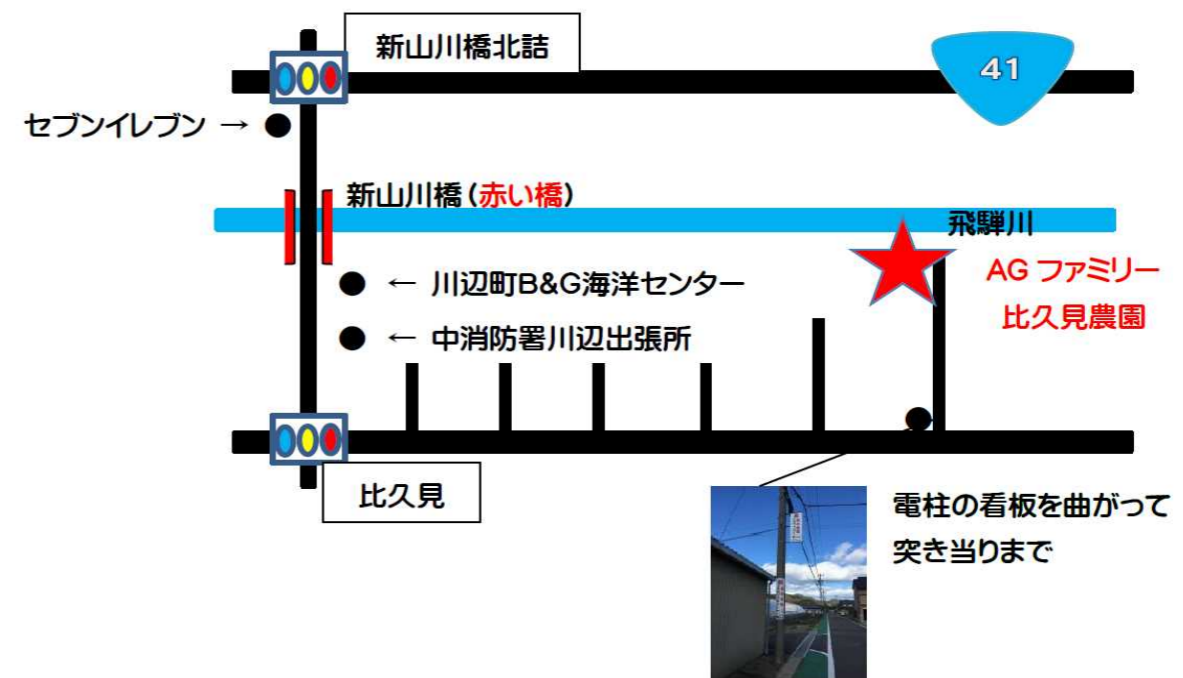 新山川橋北詰
41
セブンイレブン →
新山川橋（赤い橋）
飛騨川
← 川辺町B&G海洋センター
AG ファミリー
比久見農園
← 中消防署川辺出張所
比久見
電柱の看板を曲がって
突き当りまで